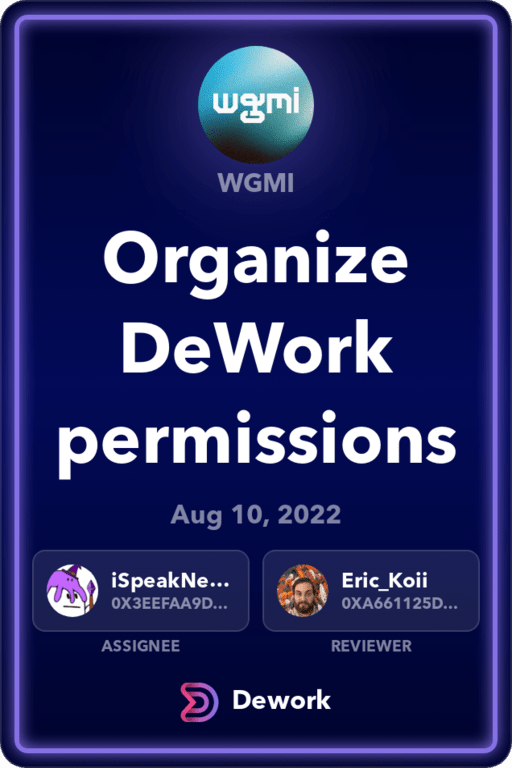 wgmi
WGMI
Organize
DeWork
permissions
Aug 10, 2022
iSpeakNe...
0X3EEFAA9D...
ASSIGNEE
Eric_Koii
0XA661125D...
REVIEWER
Dework